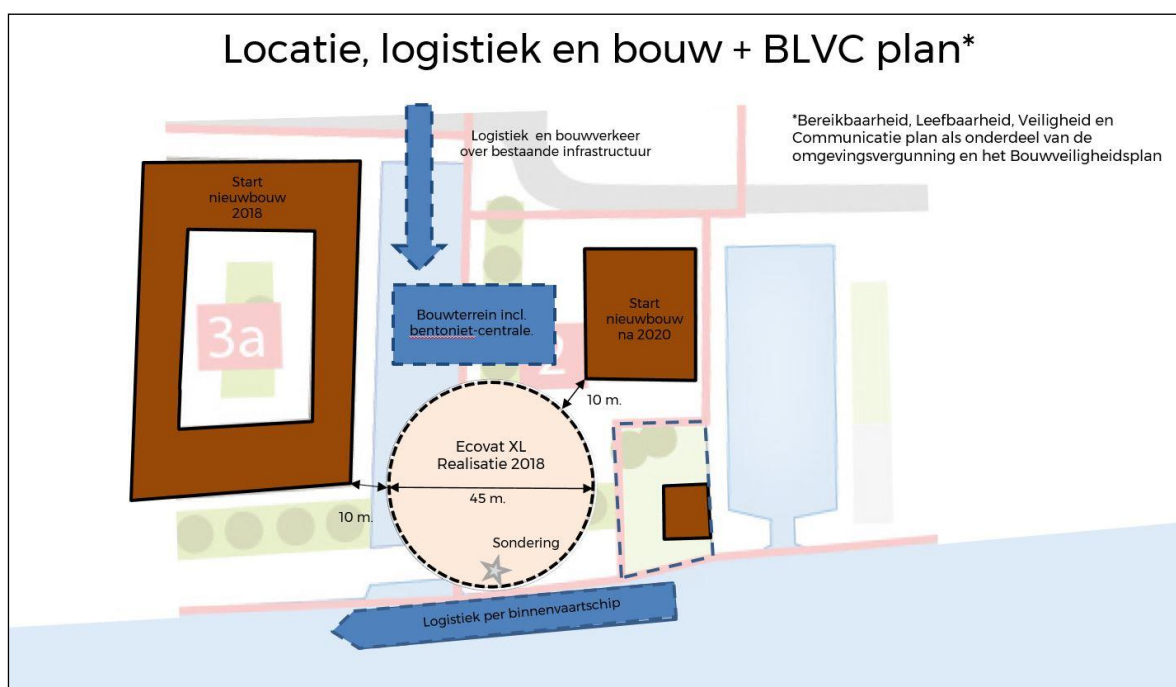 Locatie, logistiek en bouw + BLVC plan*
*Bereikbaarheid, Leefbaarheid, Veiligheid en
Communicatie plan als onderdeel van de
omgevingsvergunning en het Bouwveiligheidsplan
Logistiek en bouwverkeer
over bestaande infrastructuur
Start
nieuwbouw
2018
3a
Bouwterrein incl.
bentoniet-centrale.
2
Start
nieuwbouw
na 2020
10 m.
Ecovat XL
Realisatie 2018
45 m.
10 m.
Sondering
Logistiek per binnenvaartschip